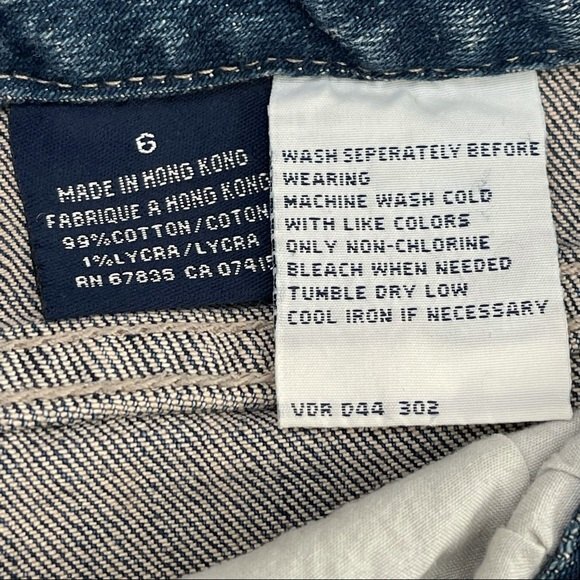 6
MADE IN HONG KONG
FABRIQUE A HONG KONG
99%COTTON/COTON
1%LYCRA/LYCRA
RN 67835 CA 07415
WASH SEPERATELY BEFORE
WEARING
MACHINE WASH COLD
WITH LIKE COLORS
ONLY NON-CHLORINE
BLEACH WHEN NEEDED
TUMBLE DRY LOW
COOL IRON IF NECESSARY
VDR D44 302